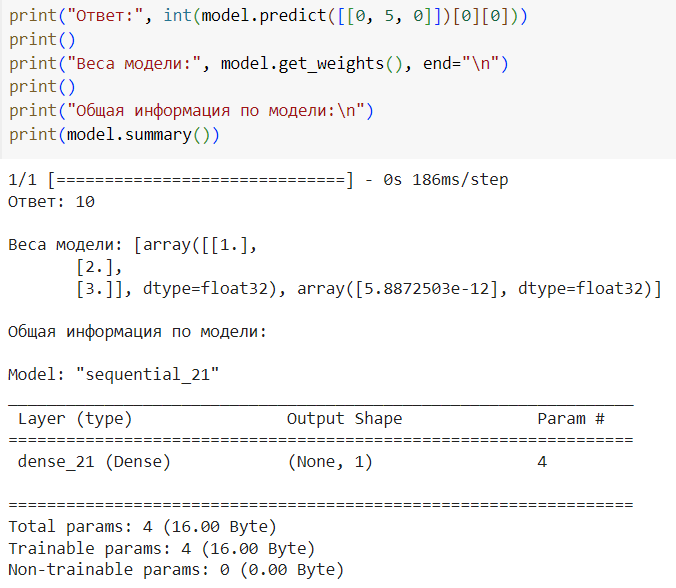 print("Ответ:", int(model.predict([[0, 5, 0]])[0][0]))
print()
print("Веса модели:", model.get_weights(), end="\n")
print()
print("Общая информация по модели:\n")
print(model.summary())
1/1 [==============================] - 0s 186ms/step
Ответ: 10
Веса модели: [array([[1.],
       [2.],
       [3.]], dtype=float32), array([5.8872503e-12], dtype=float32)]
Общая информация по модели:
Model: "sequential_21"
_________________________________________________________________
 Layer (type)                Output Shape              Param #
=================================================================
 dense_21 (Dense)            (None, 1)                 4
=================================================================
Total params: 4 (16.00 Byte)
Trainable params: 4 (16.00 Byte)
Non-trainable params: 0 (0.00 Byte)